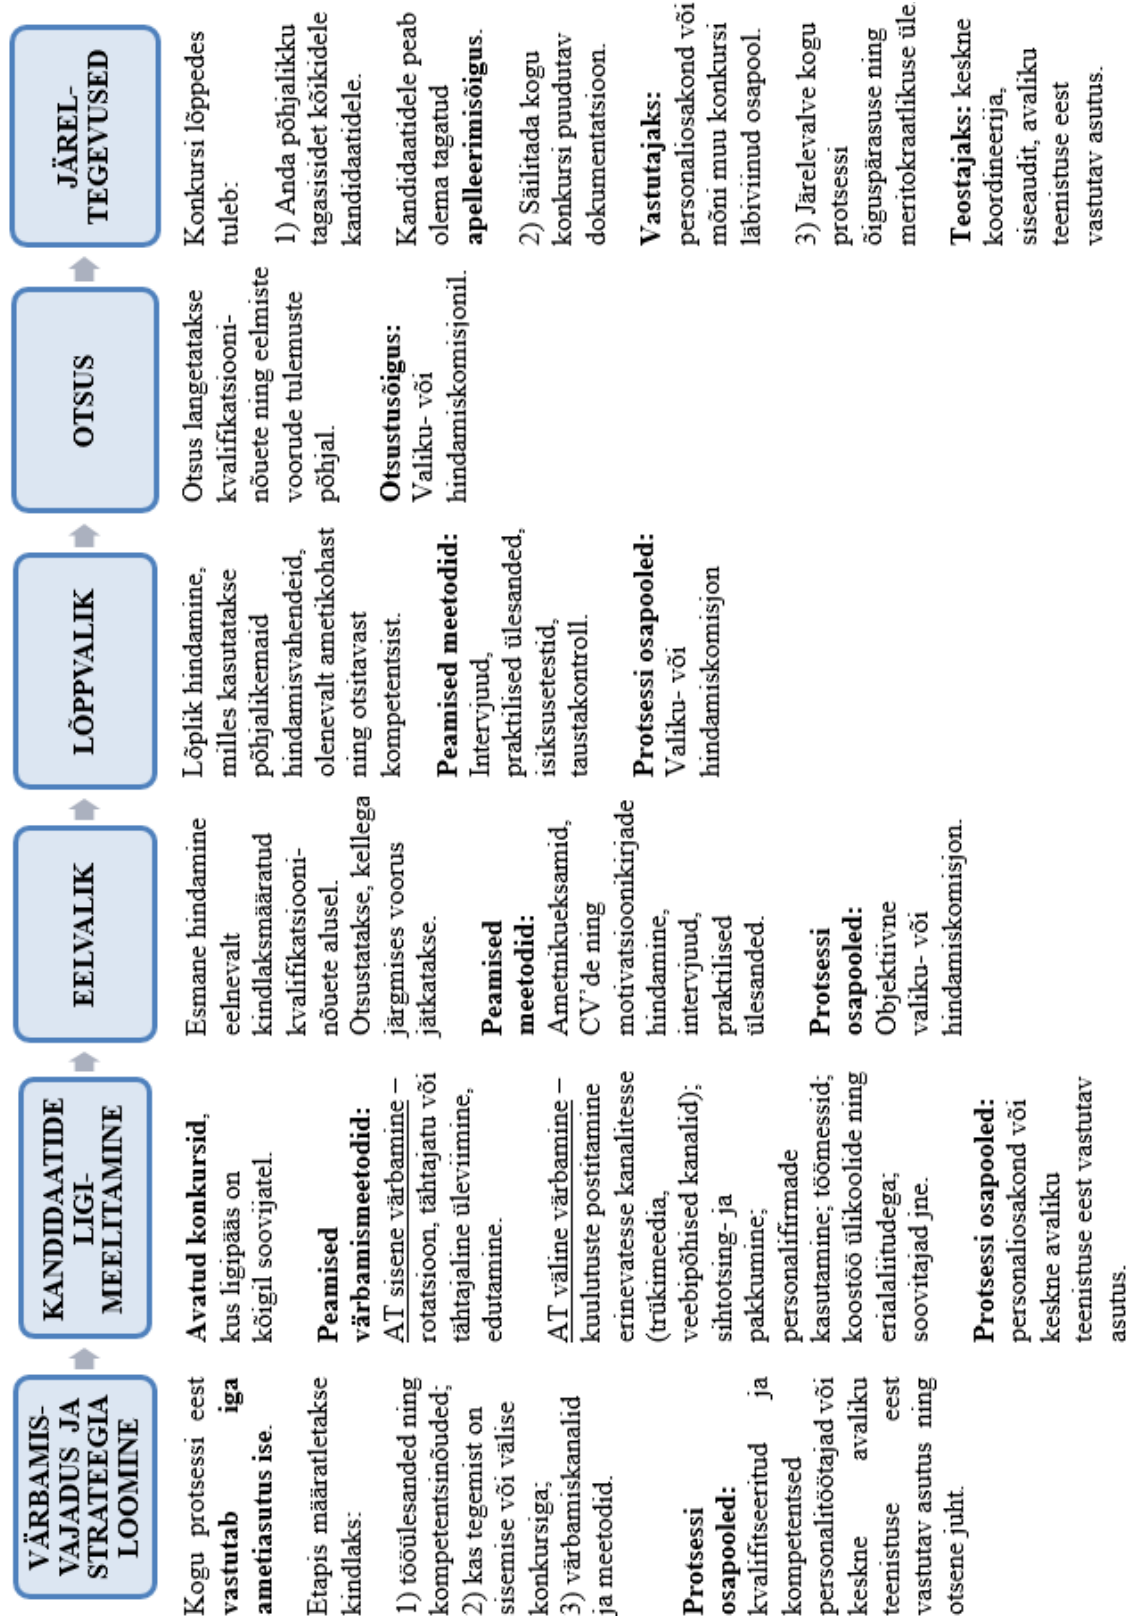 VÄRBAMIS-
VAJADUS JA
STRATEEGIA
LOOMINE
Kogu protsessi eest
vastutab iga
ametiasutus ise.
Etapis määratletakse
kindlaks:
1) tööülesanded ning
kompetentsinõuded;
2) kas tegemist on
sisemise või välise
konkursiga;
3) värbamiskanalid
ja meetodid.
Protsessi
osapooled:
kvalifitseeritud ja
kompetentsed
personalitöötajad või
keskne avaliku
teenistuse eest
vastutav asutus ning
otsene juht.
KANDIDAATIDE
LIGI-
MEELITAMINE
Avatud konkursid,
kus ligipääs on
kõigil soovijatel.
Peamised
värbamismeetodid:
AT sisene värbamine –
rotatsioon, tähtajatu või
tähtajaline üleviimine,
edutamine.
AT väline värbamine –
kuulutuste postitamine
erinevatesse kanalitesse
(trükimeedia,
veebipõhised kanalid);
sihtotsing- ja
pakkumine;
personalifirmade
kasutamine; töömessid;
koostöö ülikoolide ning
erialaliitudega;
soovitajad jne.
Protsessi osapooled:
personaliosakond või
keskne avaliku
teenistuse eest vastutav
asutus.
EELVALIK
Esmane hindamine
eelnevalt
kindlaksmääratud
kvalifikatsiooni-
nõuete alusel.
Otsustatakse, kellega
järgmises voorus
jätkatakse.
Peamised
meetodid:
Ametnikueksamid,
CV'de ning
motivatsioonikirjade
hindamine,
intervjuud,
praktilised
ülesanded.
Protsessi
osapooled:
Objektiivne
valiku- või
hindamiskomisjon.
LÕPPVALIK
Lõplik hindamine,
milles kasutatakse
põhjalikemaid
hindamisvahendeid,
olenevalt ametikohast
ning otsitavast
kompetentsist.
Peamised meetodid:
Intervjuud,
praktilised ülesanded,
isiksusetestid,
taustakontroll.
Protsessi osapooled:
Valiku- või
hindamiskomisjon
OTSUS
Otsus langetatakse
kvalifikatsiooni-
nõuete ning eelmiste
voorude tulemuste
põhjal.
Otsustusõigus:
Valiku- või
hindamiskomisjonil.
JÄREL-
TEGEVUSED
Konkursi lõppedes
tuleb:
1) Anda põhjalikku
tagasisidet kõikidele
kandidaatidele.
Kandidaatidele peab
olema tagatud
apelleerimisõigus.
2) Säilitada kogu
konkursi puudutav
dokumentatsioon.
Vastutajaks:
personaliosakond või
mõni muu konkursi
läbiviinud osapool.
3) Järelevalve kogu
protsessi
õiguspärasuse ning
meritokraatlikuse üle
Teostajaks: keskne
koordineerija,
siseaudit, avaliku
teenistuse eest
vastutav asutus.